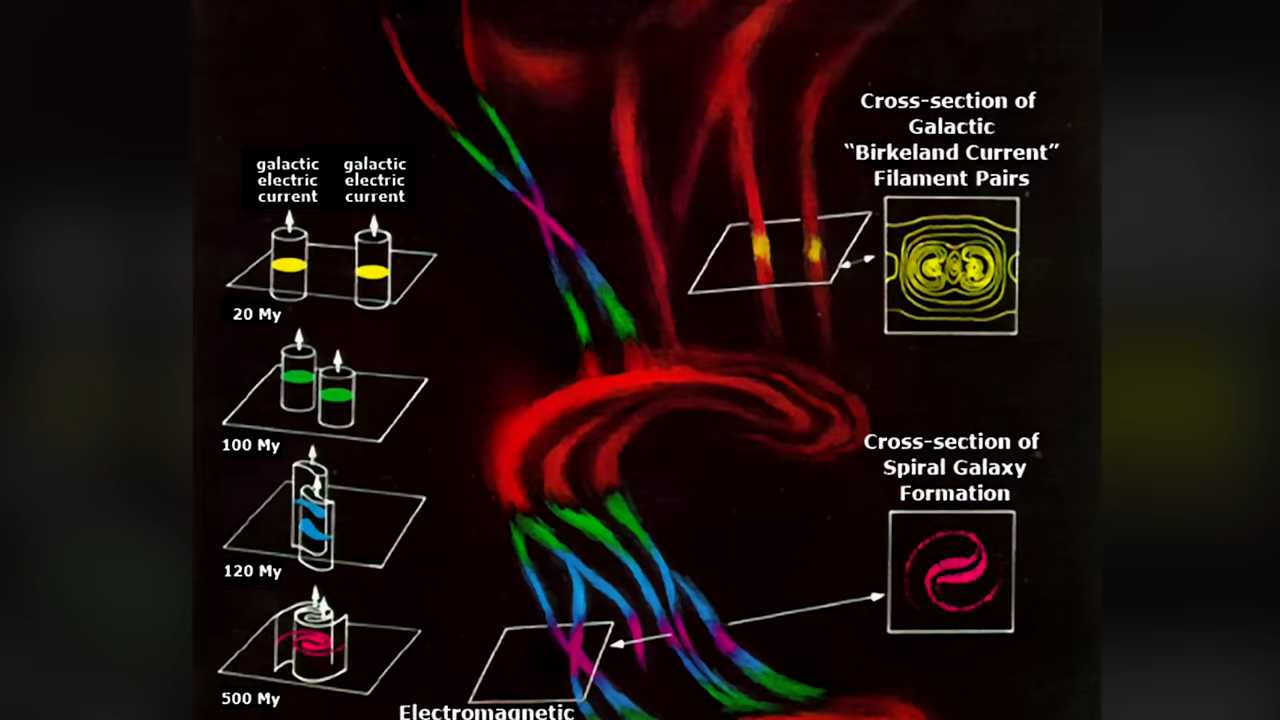 galactic
electric
current
galactic
electric
current
20 My
100 My
120 My
500 My
Cross-section of
Galactic
“Birkeland Current”
Filament Pairs
Cross-section of
Spiral Galaxy
Formation
Electromagnetic